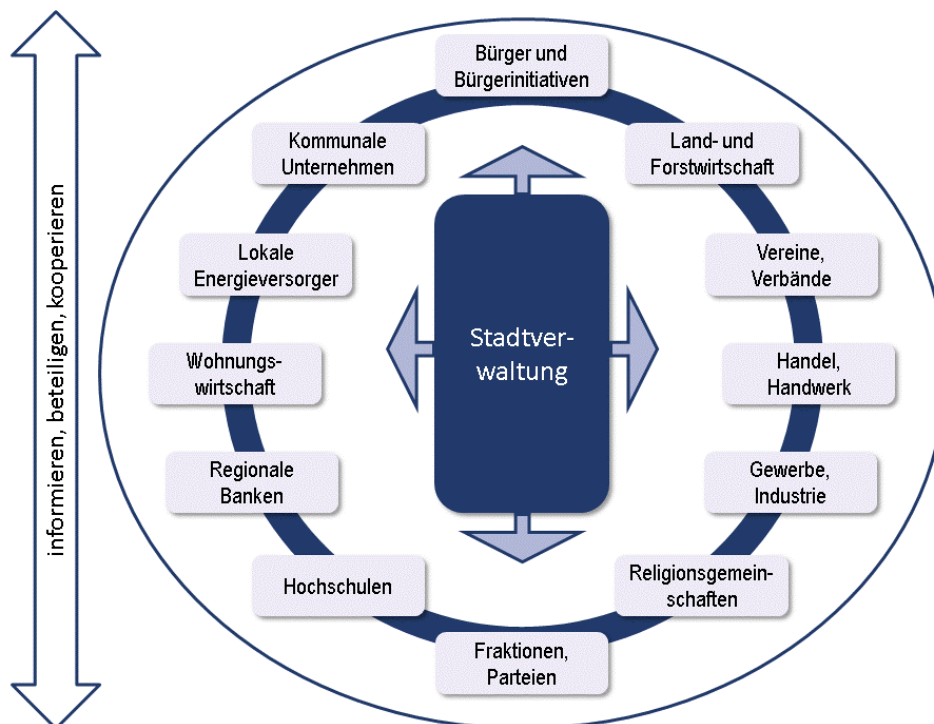 informieren, beteiligen, kooperieren
Bürger und
Bürgerinitiativen
Kommunale
Unternehmen
Land- und
Forstwirtschaft
Lokale
Energieversorger
Vereine,
Verbände
Stadtver-
waltung
Wohnungs-
wirtschaft
Handel,
Handwerk
Regionale
Banken
Gewerbe,
Industrie
Hochschulen
Religionsgemein-
schaften
Fraktionen,
Parteien